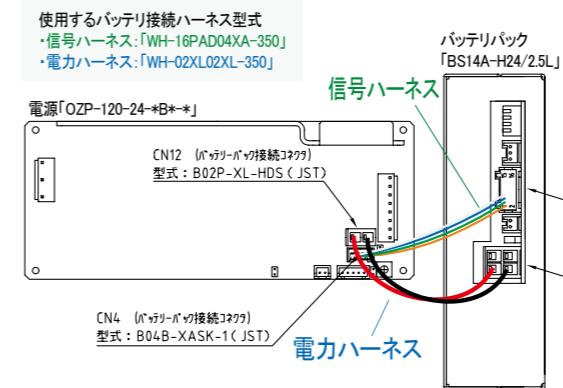 使用するバッテリ接続ハーネス型式
・信号ハーネス:「WH-16PAD04XA-350」
・電力ハーネス:「WH-02XL02XL-350」
バッテリパック
「BS14A-H24/2.5L」
信号ハーネス
電源「OZP-120-24-*B*-*」
CN12 (バッテリーパック接続コネクタ)
型式:B02P-XL-HDS(JST)
CN4 (バッテリーパック接続コネクタ)
型式:B04B-XASK-1(JST)
電力ハーネス